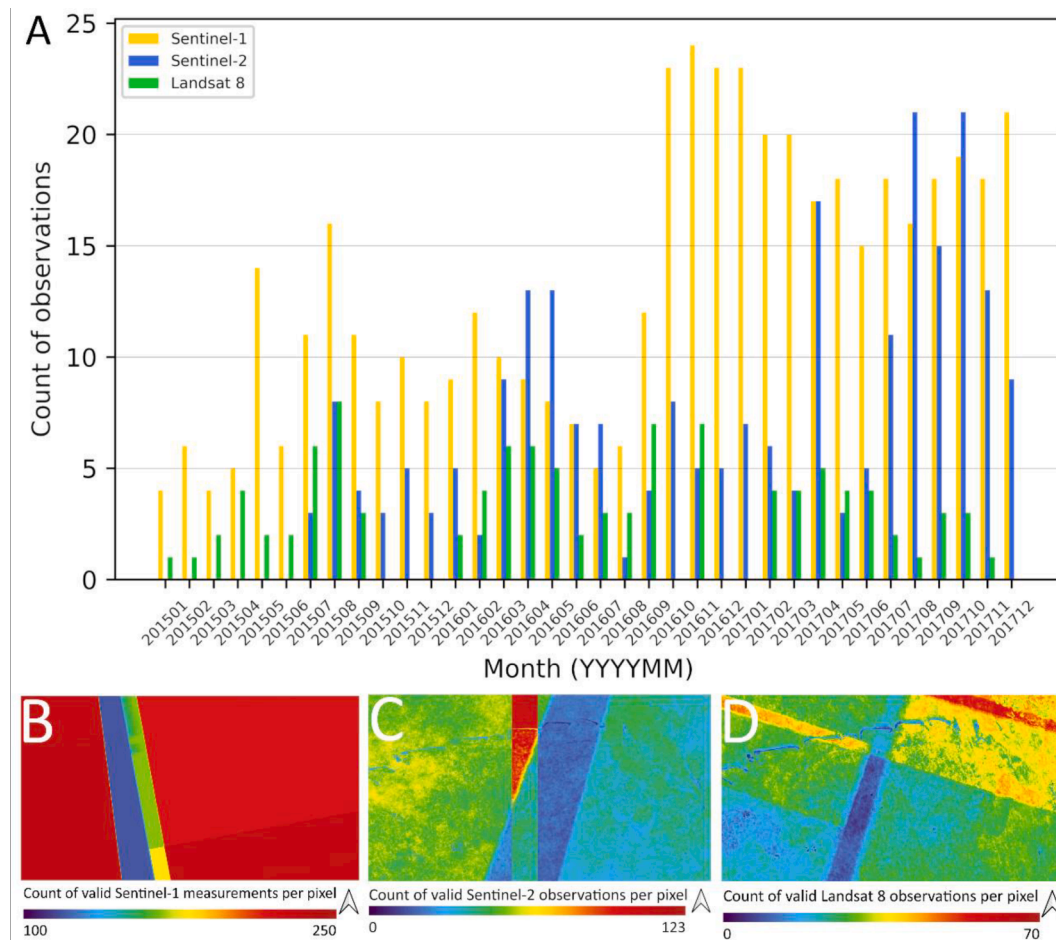 A
25
20
15
10
5
0
Count of observations
Sentinel-1
Sentinel-2
Landsat 8
201501 201502 201503 201504 201505 201506 201507 201508 201509 201510 201511 201512 201601 201602 201603 201604 201605 201606 201607 201608 201609 201610 201611 201612 201701 201702 201703 201704 201705 201706 201707 201708 201709 201710 201711 201712
Month (YYYYMM)
B
C
D
Count of valid Sentinel-1 measurements per pixel
100 250
Count of valid Sentinel-2 observations per pixel
0 123
Count of valid Landsat 8 observations per pixel
0 70